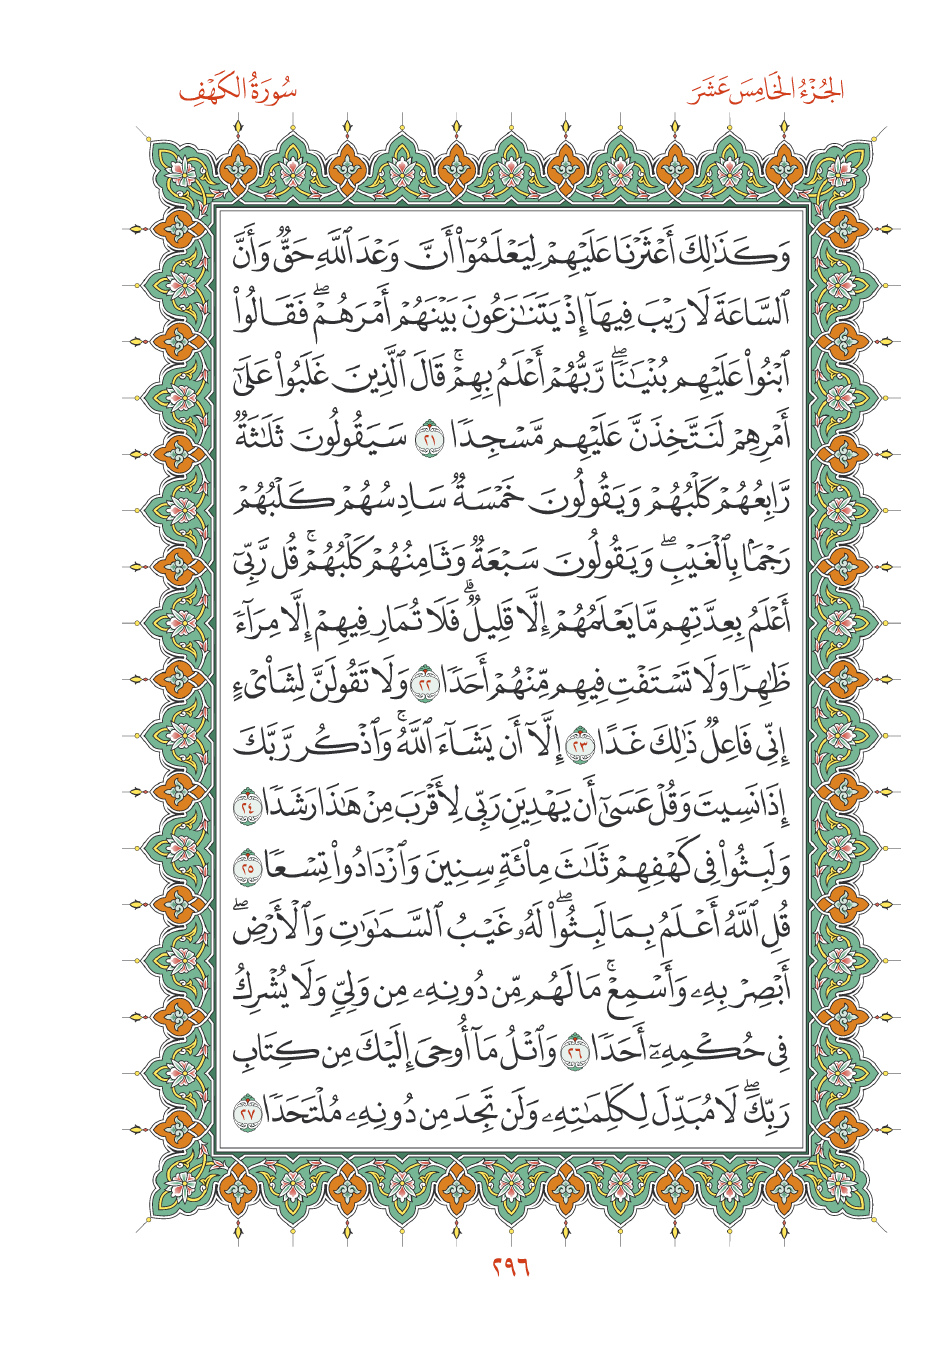 الجُزْءُ الخَامِسَ عَشَرَ
سُورَةُ الكَهْفِ
وَكَذَٰلِكَ أَعْثَرْنَا عَلَيْهِمْ لِيَعْلَمُوٓا۟ أَنَّ وَعْدَ ٱللَّهِ حَقٌّ وَأَنَّ
ٱلسَّاعَةَ لَا رَيْبَ فِيهَآ إِذْ يَتَنَٰزَعُونَ بَيْنَهُمْ أَمْرَهُمْ ۖ فَقَالُوا۟
ٱبْنُوا۟ عَلَيْهِم بُنْيَٰنًا ۖ رَّبُّهُمْ أَعْلَمُ بِهِمْ ۚ قَالَ ٱلَّذِينَ غَلَبُوا۟ عَلَىٰٓ
أَمْرِهِمْ لَنَتَّخِذَنَّ عَلَيْهِم مَّسْجِدًا ٢١ سَيَقُولُونَ ثَلَٰثَةٌ
رَّابِعُهُمْ كَلْبُهُمْ وَيَقُولُونَ خَمْسَةٌ سَادِسُهُمْ كَلْبُهُمْ
رَجْمًۢا بِٱلْغَيْبِ ۖ وَيَقُولُونَ سَبْعَةٌ وَثَامِنُهُمْ كَلْبُهُمْ ۚ قُل رَّبِّىٓ
أَعْلَمُ بِعِدَّتِهِم مَّا يَعْلَمُهُمْ إِلَّا قَلِيلٌ ۗ فَلَا تُمَارِ فِيهِمْ إِلَّا مِرَآءً
ظَٰهِرًا وَلَا تَسْتَفْتِ فِيهِم مِّنْهُمْ أَحَدًا ٢٢ وَلَا تَقُولَنَّ لِشَا۟ىْءٍ
إِنِّى فَاعِلٌ ذَٰلِكَ غَدًا ٢٣ إِلَّآ أَن يَشَآءَ ٱللَّهُ ۚ وَٱذْكُر رَّبَّكَ
إِذَا نَسِيتَ وَقُلْ عَسَىٰٓ أَن يَهْدِيَنِ رَبِّى لِأَقْرَبَ مِنْ هَٰذَا رَشَدًا ٢٤
وَلَبِثُوا۟ فِى كَهْفِهِمْ ثَلَٰثَ مِا۟ئَةٍ سِنِينَ وَٱزْدَادُوا۟ تِسْعًا ٢٥
قُلِ ٱللَّهُ أَعْلَمُ بِمَا لَبِثُوا۟ ۖ لَهُۥ غَيْبُ ٱلسَّمَٰوَٰتِ وَٱلْأَرْضِ ۖ
أَبْصِرْ بِهِۦ وَأَسْمِعْ ۚ مَا لَهُم مِّن دُونِهِۦ مِن وَلِىٍّ وَلَا يُشْرِكُ
فِى حُكْمِهِۦٓ أَحَدًا ٢٦ وَٱتْلُ مَآ أُوحِىَ إِلَيْكَ مِن كِتَابِ
رَبِّكَ ۖ لَا مُبَدِّلَ لِكَلِمَٰتِهِۦ وَلَن تَجِدَ مِن دُونِهِۦ مُلْتَحَدًا ٢٧
٢٩٦